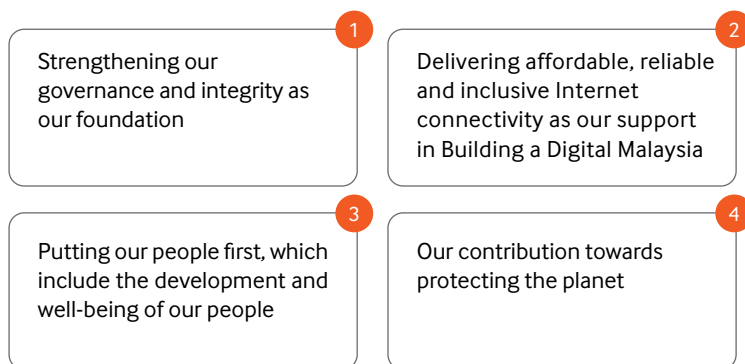 1
Strengthening our
governance and integrity as
our foundation
2
Delivering affordable, reliable
and inclusive Internet
connectivity as our support
in Building a Digital Malaysia
3
Putting our people first, which
include the development and
well-being of our people
4
Our contribution towards
protecting the planet